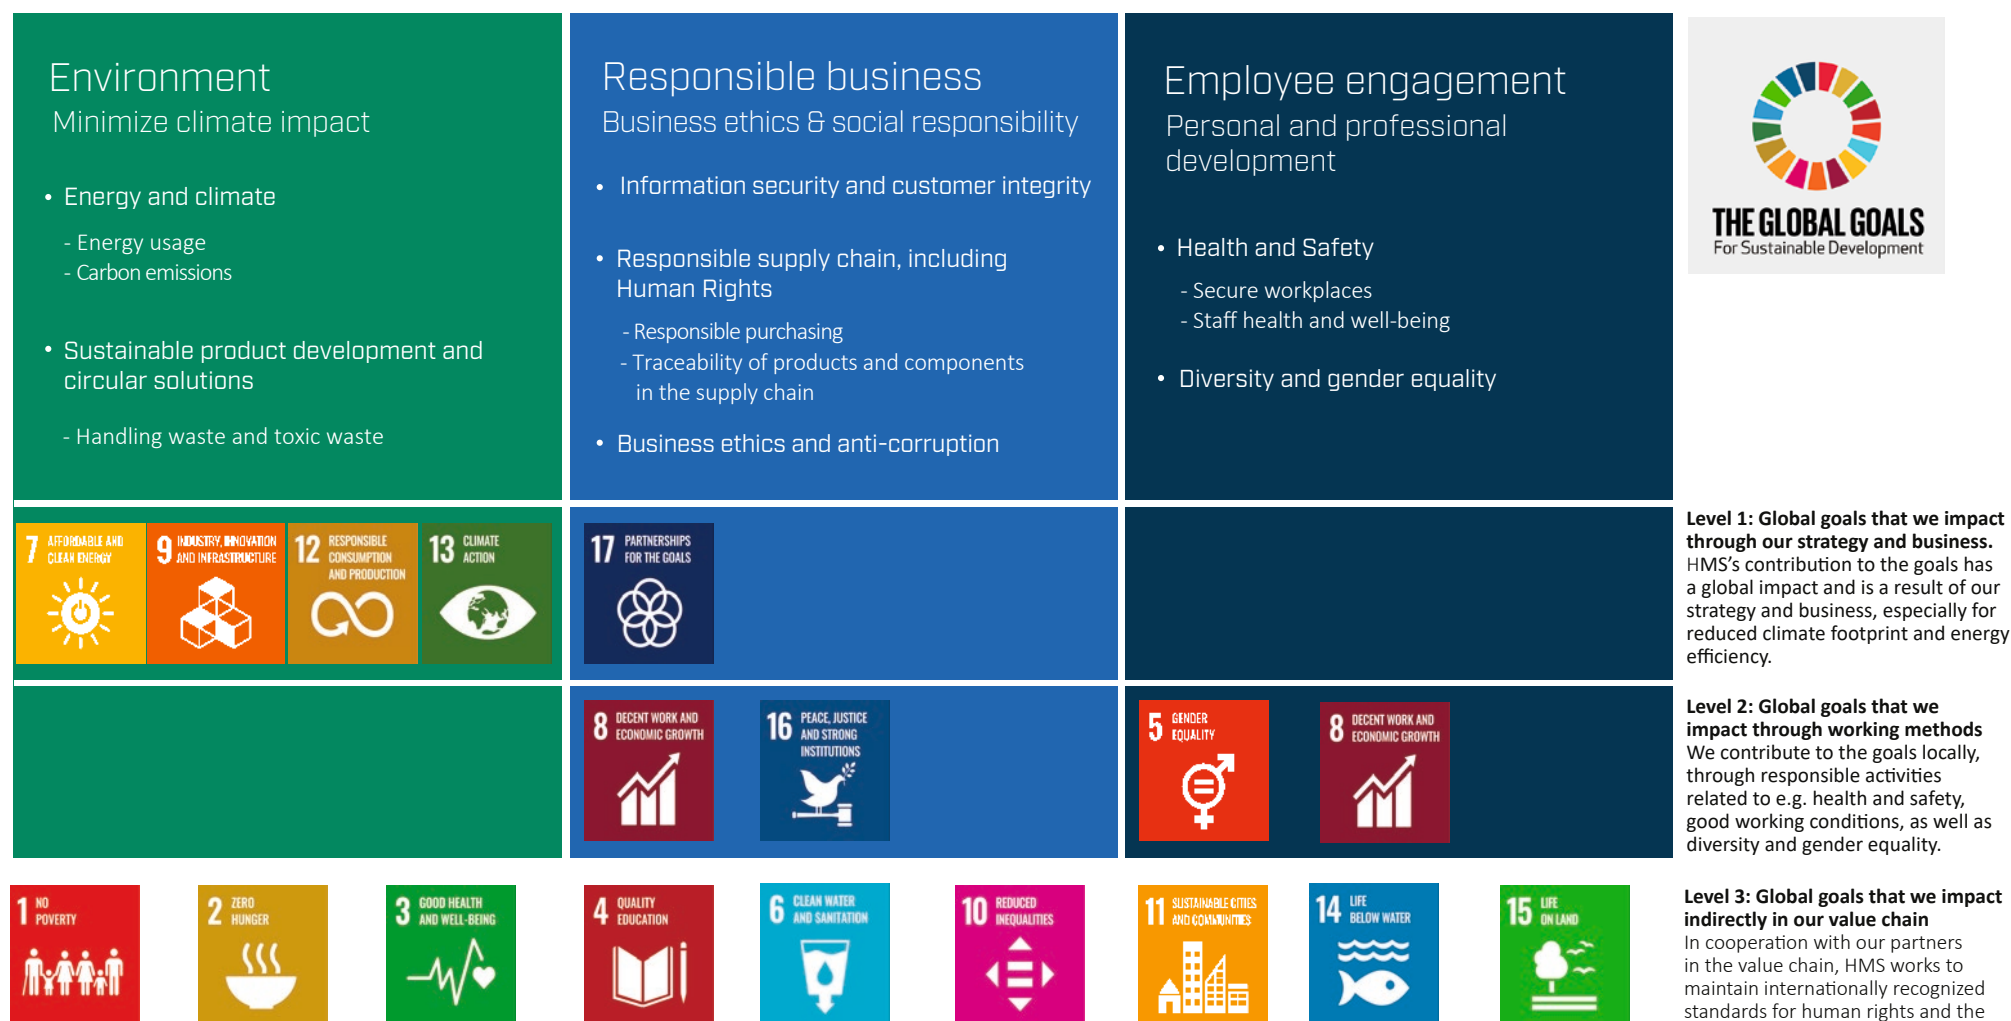 Environment
Minimize climate impact
• Energy and climate
- Energy usage
- Carbon emissions
• Sustainable product development and
circular solutions
- Handling waste and toxic waste
Responsible business
Business ethics & social responsibility
• Information security and customer integrity
• Responsible supply chain, including
Human Rights
- Responsible purchasing
- Traceability of products and components
in the supply chain
• Business ethics and anti-corruption
Employee engagement
Personal and professional
development
• Health and Safety
- Secure workplaces
- Staff health and well-being
• Diversity and gender equality
THE GLOBAL GOALS
For Sustainable Development
7 AFFORDABLE AND
CLEAN ENERGY
9 INDUSTRY, INNOVATION
AND INFRASTRUCTURE
12 RESPONSIBLE
CONSUMPTION
AND PRODUCTION
13 CLIMATE
ACTION
17 PARTNERSHIPS
FOR THE GOALS
Level 1: Global goals that we impact
through our strategy and business.
HMS's contribution to the goals has
a global impact and is a result of our
strategy and business, especially for
reduced climate footprint and energy
efficiency.
8 DECENT WORK AND
ECONOMIC GROWTH
16 PEACE, JUSTICE
AND STRONG
INSTITUTIONS
5 GENDER
EQUALITY
8 DECENT WORK AND
ECONOMIC GROWTH
Level 2: Global goals that we
impact through working methods
We contribute to the goals locally,
through responsible activities
related to e.g. health and safety,
good working conditions, as well as
diversity and gender equality.
1 NO
POVERTY
2 ZERO
HUNGER
3 GOOD HEALTH
AND WELL-BEING
4 QUALITY
EDUCATION
6 CLEAN WATER
AND SANITATION
10 REDUCED
INEQUALITIES
11 SUSTAINABLE CITIES
AND COMMUNITIES
14 LIFE
BELOW WATER
15 LIFE
ON LAND
Level 3: Global goals that we impact
indirectly in our value chain
In cooperation with our partners
in the value chain, HMS works to
maintain internationally recognized
standards for human rights and the